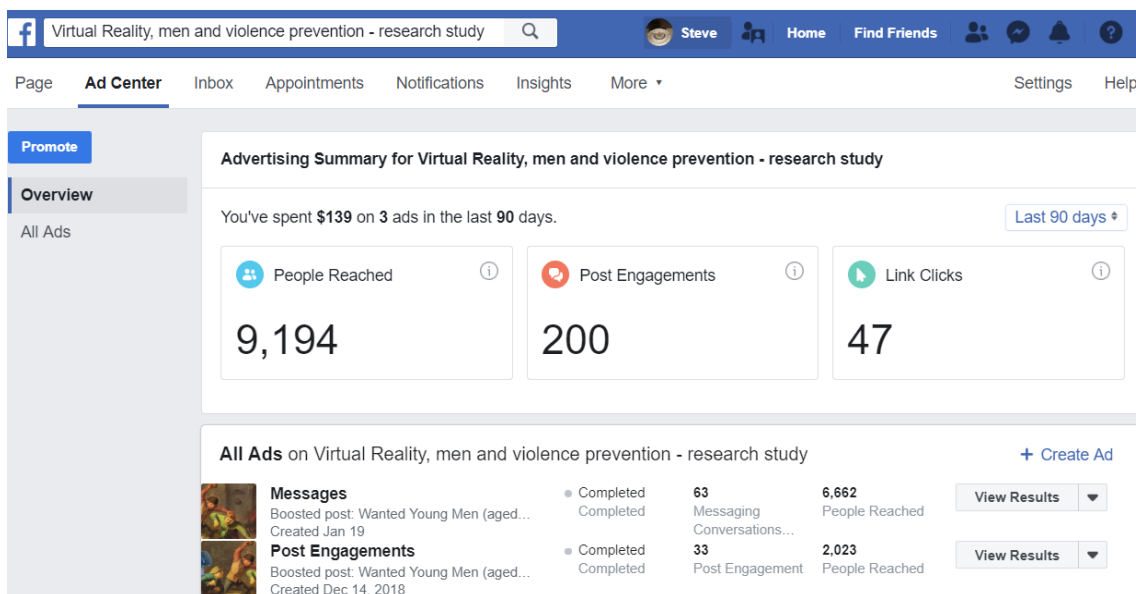 f Virtual Reality, men and violence prevention - research study Steve Home Find Friends ?
Page Ad Center Inbox Appointments Notifications Insights More Settings Help
Promote
Overview
All Ads
Advertising Summary for Virtual Reality, men and violence prevention - research study
You've spent $139 on 3 ads in the last 90 days. Last 90 days
People Reached i Post Engagements i Link Clicks i
9,194 200 47
All Ads on Virtual Reality, men and violence prevention - research study + Create Ad
Messages Completed 63 6,662 View Results
Boosted post: Wanted Young Men (aged... Completed Messaging People Reached
Created Jan 19 Conversations...
Post Engagements Completed 33 2,023 View Results
Boosted post: Wanted Young Men (aged... Completed Post Engagement People Reached
Created Dec 14, 2018